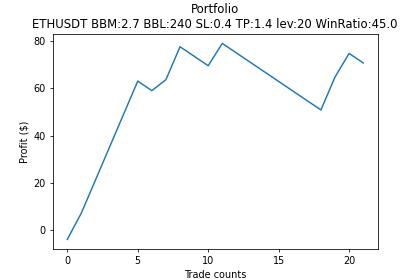 Portfolio
ETHUSDT BBM:2.7 BBL:240 SL:0.4 TP:1.4 lev:20 WinRatio:45.0
80
60
40
20
0
Profit ($)
0 5 10 15 20
Trade counts